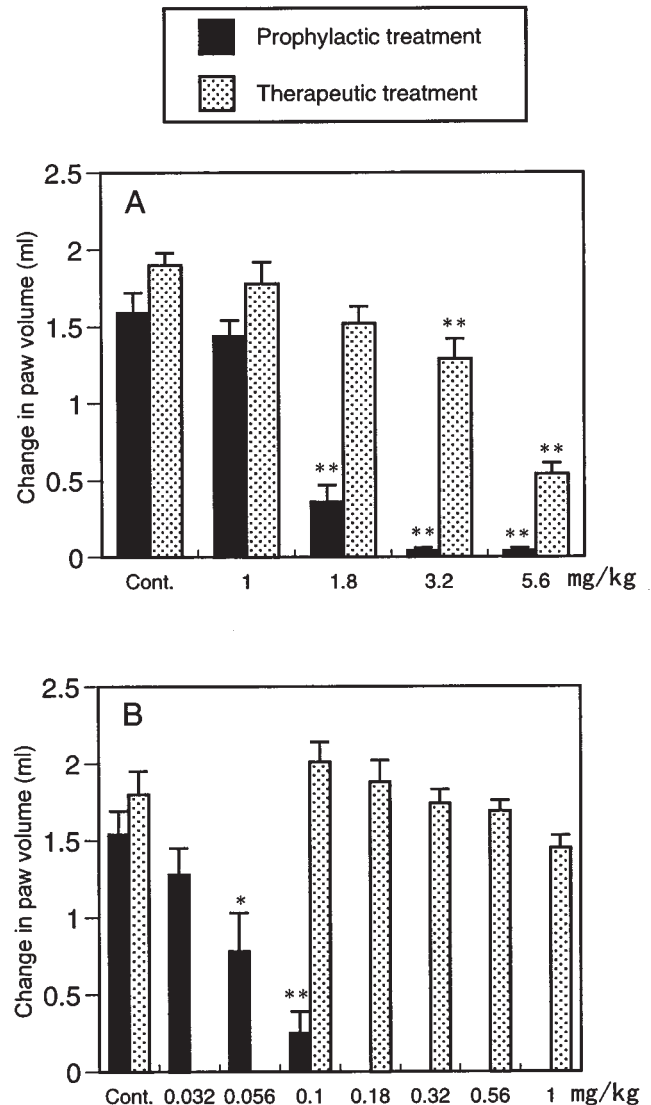 Prophylactic treatment
Therapeutic treatment
A
Change in paw volume (ml)
2.5
2
1.5
1
0.5
0
**
**
**
**
**
Cont. 1 1.8 3.2 5.6 mg/kg
B
Change in paw volume (ml)
2.5
2
1.5
1
0.5
0
*
**
Cont. 0.032 0.056 0.1 0.18 0.32 0.56 1 mg/kg